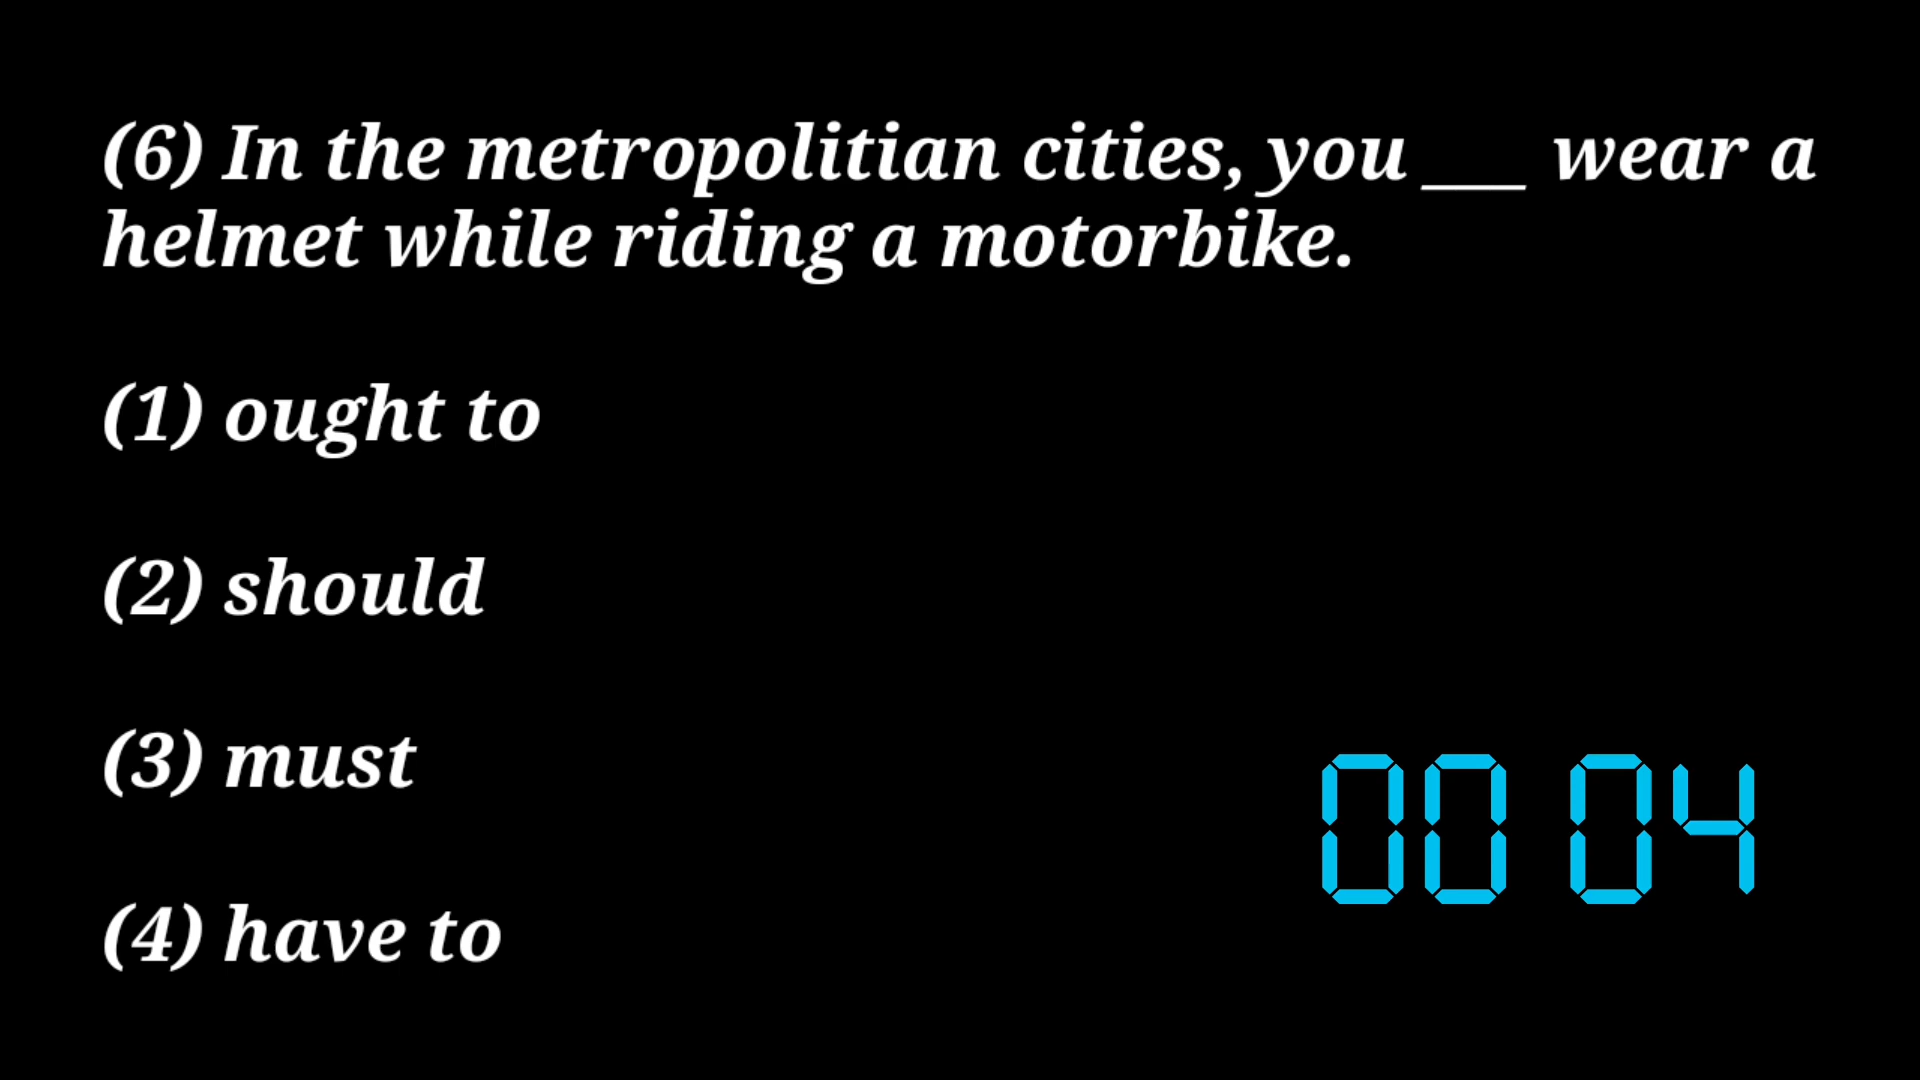 (6) In the metropolitian cities, you ___ wear a
helmet while riding a motorbike.
(1) ought to
(2) should
(3) must
(4) have to
00 04